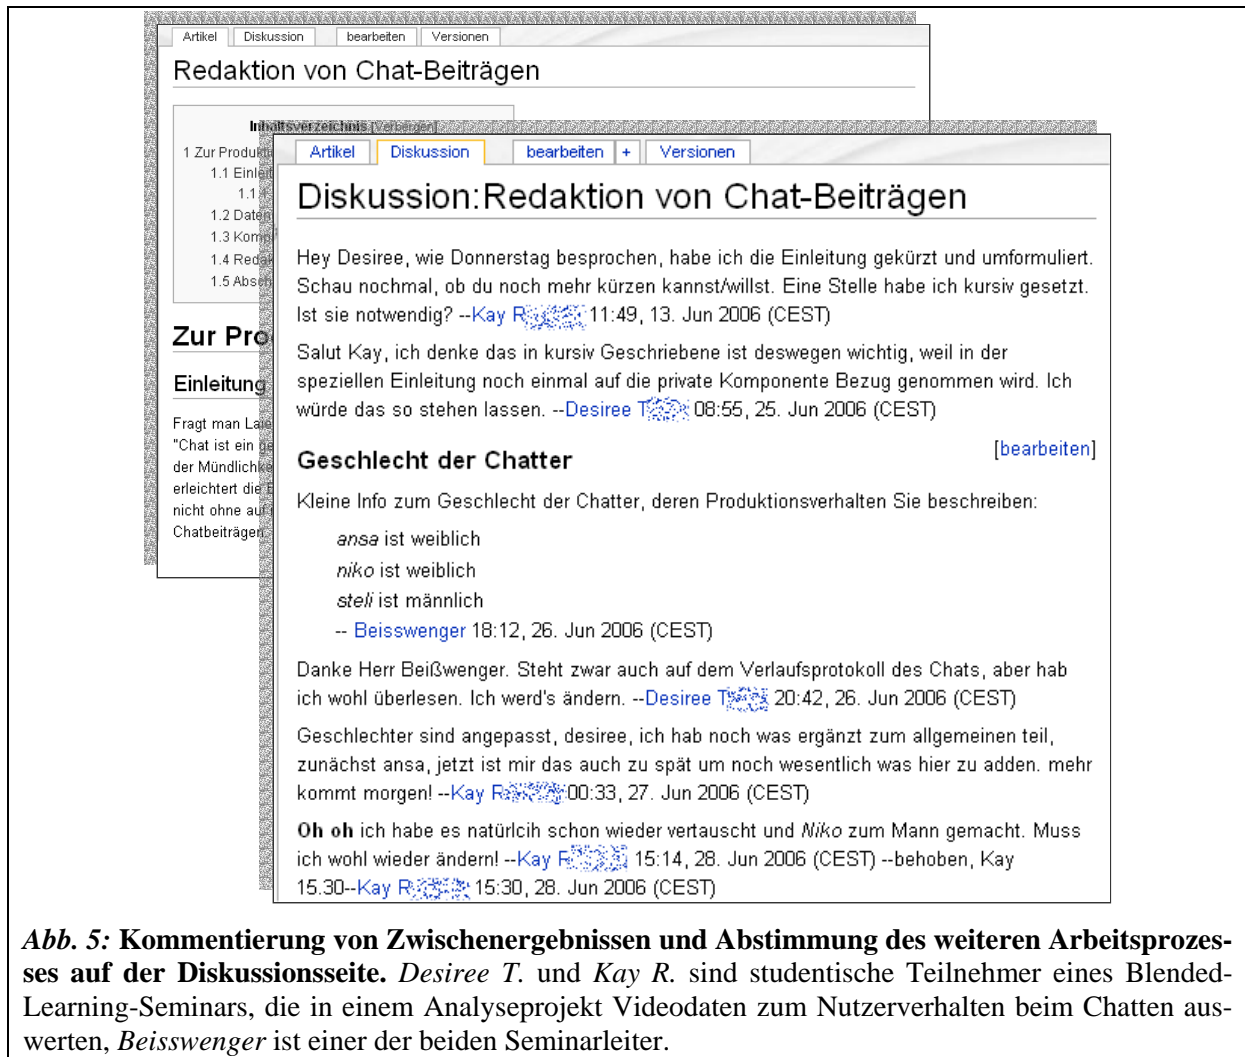 Artikel Diskussion bearbeiten Versionen
Redaktion von Chat-Beiträgen
Inhaltsverzeichnis [Verbergen]
1 Zur
1.1
1.1
1.2
1.3
1.4
1.5
Zur
Einleitung
Fragt man
"Chat ist ein
der
erleichtert die
nicht ohne auf
Chatbeiträgen
Artikel Diskussion bearbeiten + Versionen
Diskussion:Redaktion von Chat-Beiträgen
Hey Desiree, wie Donnerstag besprochen, habe ich die Einleitung gekürzt und umformuliert.
Schau nochmal, ob du noch mehr kürzen kannst/willst. Eine Stelle habe ich kursiv gesetzt.
Ist sie notwendig? --Kay R 11:49, 13. Jun 2006 (CEST)
Salut Kay, ich denke das in kursiv Geschriebene ist deswegen wichtig, weil in der
speziellen Einleitung noch einmal auf die private Komponente Bezug genommen wird. Ich
würde das so stehen lassen. --Desiree T 08:55, 25. Jun 2006 (CEST)
[bearbeiten]
Geschlecht der Chatter
Kleine Info zum Geschlecht der Chatter, deren Produktionsverhalten Sie beschreiben:
ansa ist weiblich
niko ist weiblich
steli ist männlich
-- Beisswenger 18:12, 26. Jun 2006 (CEST)
Danke Herr Beißwenger. Steht zwar auch auf dem Verlaufsprotokoll des Chats, aber hab
ich wohl überlesen. Ich werd's ändern. --Desiree T 20:42, 26. Jun 2006 (CEST)
Geschlechter sind angepasst, desiree, ich hab noch was ergänzt zum allgemeinen teil,
zunächst ansa, jetzt ist mir das auch zu spät um noch wesentlich was hier zu adden. mehr
kommt morgen! --Kay R 00:33, 27. Jun 2006 (CEST)
Oh oh ich habe es natürlcih schon wieder vertauscht und Niko zum Mann gemacht. Muss
ich wohl wieder ändern! --Kay R 15:14, 28. Jun 2006 (CEST) --behoben, Kay
15.30--Kay R 15:30, 28. Jun 2006 (CEST)
Abb. 5: Kommentierung von Zwischenergebnissen und Abstimmung des weiteren Arbeitsprozes-
ses auf der Diskussionsseite. Desiree T. und Kay R. sind studentische Teilnehmer eines Blended-
Learning-Seminars, die in einem Analyseprojekt Videodaten zum Nutzerverhalten beim Chatten aus-
werten, Beisswenger ist einer der beiden Seminarleiter.